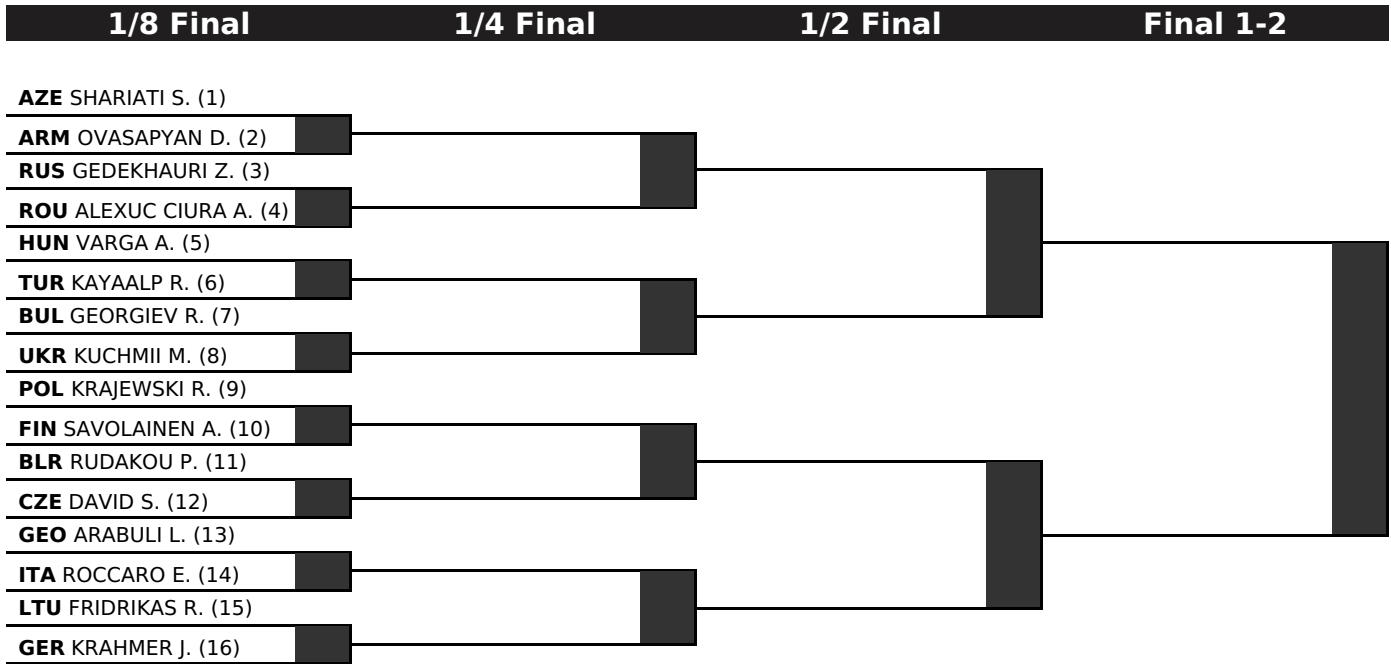 1/8 Final 1/4 Final 1/2 Final Final 1-2
AZE SHARIATI S. (1)
ARM OVASAPYAN D. (2)
RUS GEDEKHAURI Z. (3)
ROU ALEXUC CIURA A. (4)
HUN VARGA A. (5)
TUR KAYAALP R. (6)
BUL GEORGIEV R. (7)
UKR KUCHMII M. (8)
POL KRAJEWSKI R. (9)
FIN SAVOLAINEN A. (10)
BLR RUDAKOU P. (11)
CZE DAVID S. (12)
GEO ARABULI L. (13)
ITA ROCCARO E. (14)
LTU FRIDRIKAS R. (15)
GER KRAHMER J. (16)